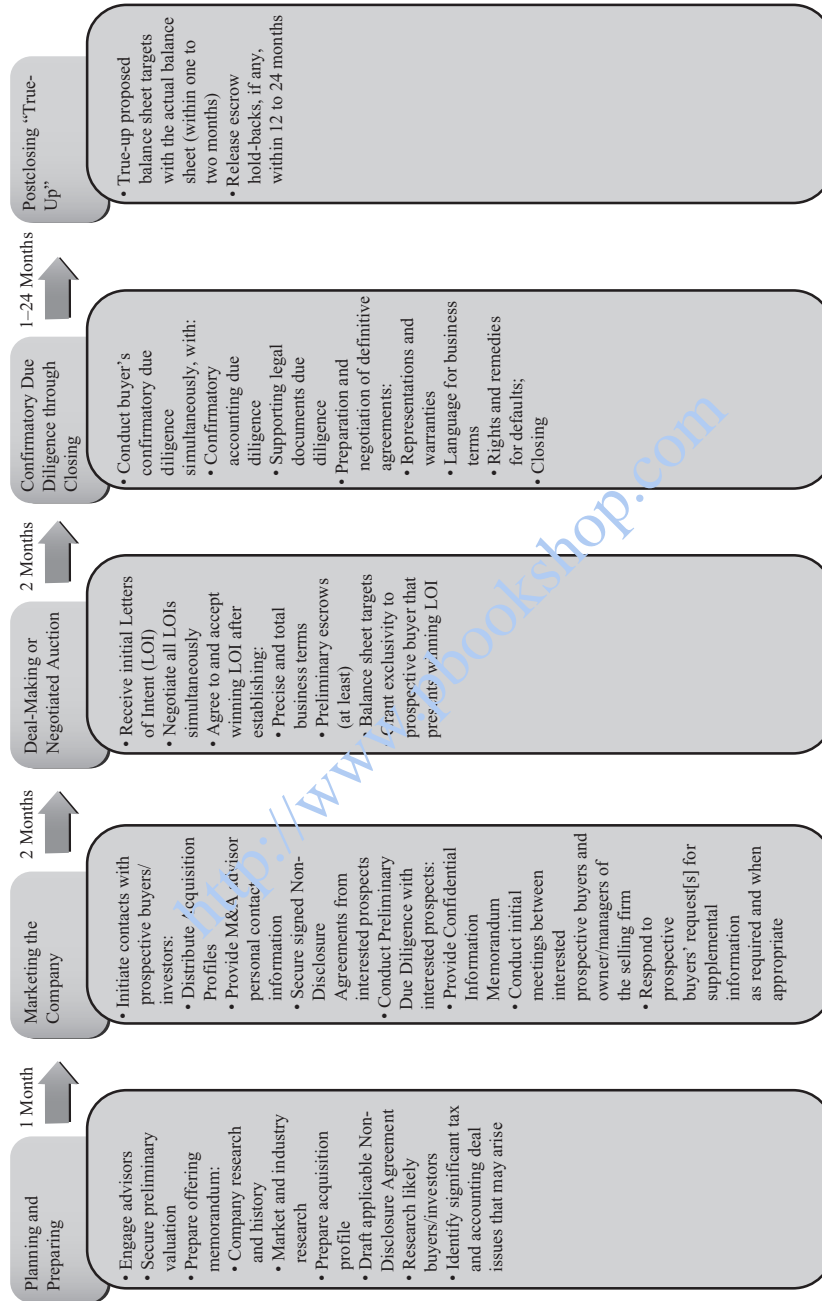 Planning and
Preparing
• Engage advisors
• Secure preliminary
valuation
• Prepare offering
memorandum:
• Company research
and history
• Market and industry
research
• Prepare acquisition
profile
• Draft applicable Non-
Disclosure Agreement
• Research likely
buyers/investors
• Identify significant tax
and accounting deal
issues that may arise
1 Month
Marketing the
Company
• Initiate contacts with
prospective buyers/
investors:
• Distribute Acquisition
Profiles
• Provide M&A Advisor
personal contact
information
• Secure signed Non-
Disclosure
Agreements from
interested prospects
• Conduct Preliminary
Due Diligence with
interested prospects:
• Provide Confidential
Information
Memorandum
• Conduct initial
meetings between
interested
prospective buyers and
owner/managers of
the selling firm
• Respond to
prospective
buyers' request[s] for
supplemental
information
as required and when
appropriate
2 Months
Deal-Making or
Negotiated Auction
• Receive initial Letters
of Intent (LOI)
• Negotiate all LOIs
simultaneously
• Agree to and accept
winning LOI after
establishing:
• Precise and total
business terms
• Preliminary escrows
(at least)
• Balance sheet targets
• Grant exclusivity to
prospective buyer that
presents winning LOI
2 Months
Confirmatory Due
Diligence through
Closing
• Conduct buyer's
confirmatory due
diligence
simultaneously, with:
• Confirmatory
accounting due
diligence
• Supporting legal
documents due
diligence
• Preparation and
negotiation of definitive
agreements:
• Representations and
warranties
• Language for business
terms
• Rights and remedies
for defaults;
• Closing
1–24 Months
Postclosing “True-
Up”
• True-up proposed
balance sheet targets
with the actual balance
sheet (within one to
two months)
• Release escrow
hold-backs, if any,
within 12 to 24 months
http://www.pbookshop.com